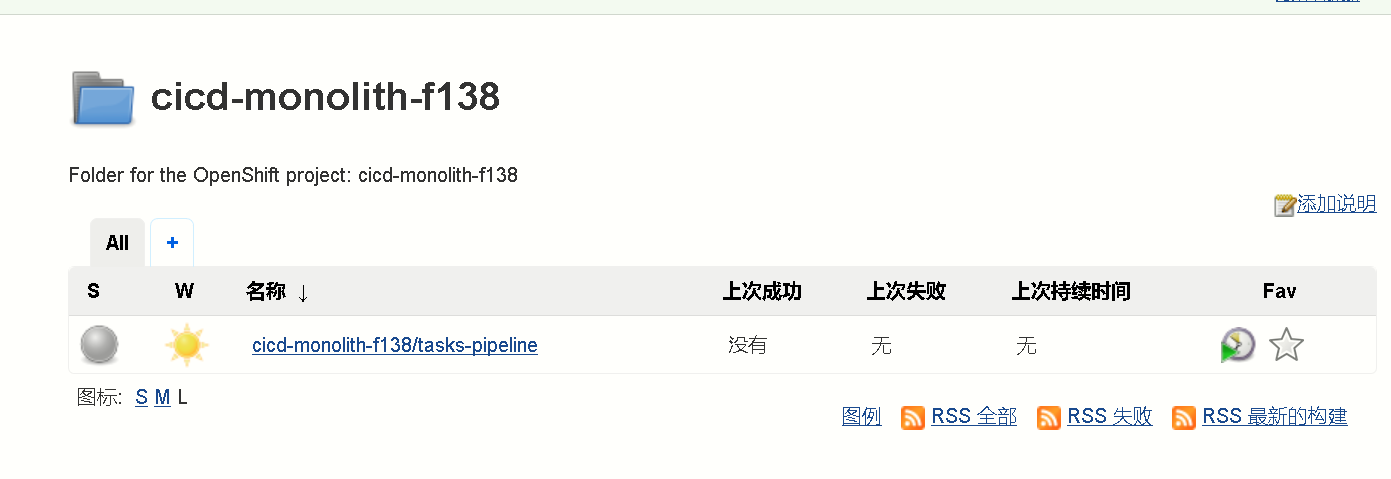 cicd-monolith-f138
Folder for the OpenShift project: cicd-monolith-f138
添加说明
All +
S W 名称 ↓ 上次成功 上次失败 上次持续时间 Fav
cicd-monolith-f138/tasks-pipeline 没有 无 无
图标: S M L
图例 RSS 全部 RSS 失败 RSS 最新的构建